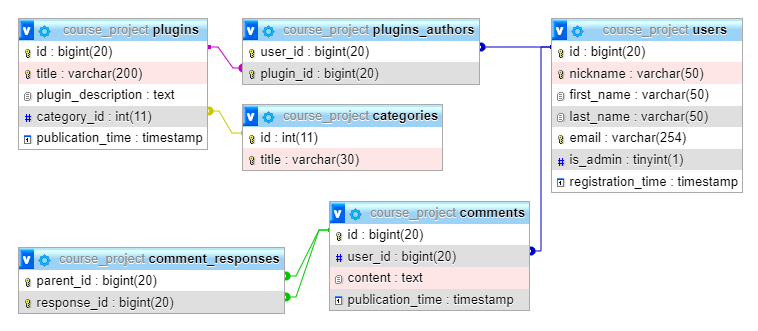 v course_project plugins
id : bigint(20)
title : varchar(200)
plugin_description : text
# category_id : int(11)
publication_time : timestamp
v course_project plugins_authors
user_id : bigint(20)
plugin_id : bigint(20)
v course_project users
id : bigint(20)
nickname : varchar(50)
first_name : varchar(50)
last_name : varchar(50)
email : varchar(254)
# is_admin : tinyint(1)
registration_time : timestamp
v course_project categories
id : int(11)
title : varchar(30)
v course_project comments
id : bigint(20)
# user_id : bigint(20)
content : text
publication_time : timestamp
v course_project comment_responses
parent_id : bigint(20)
response_id : bigint(20)